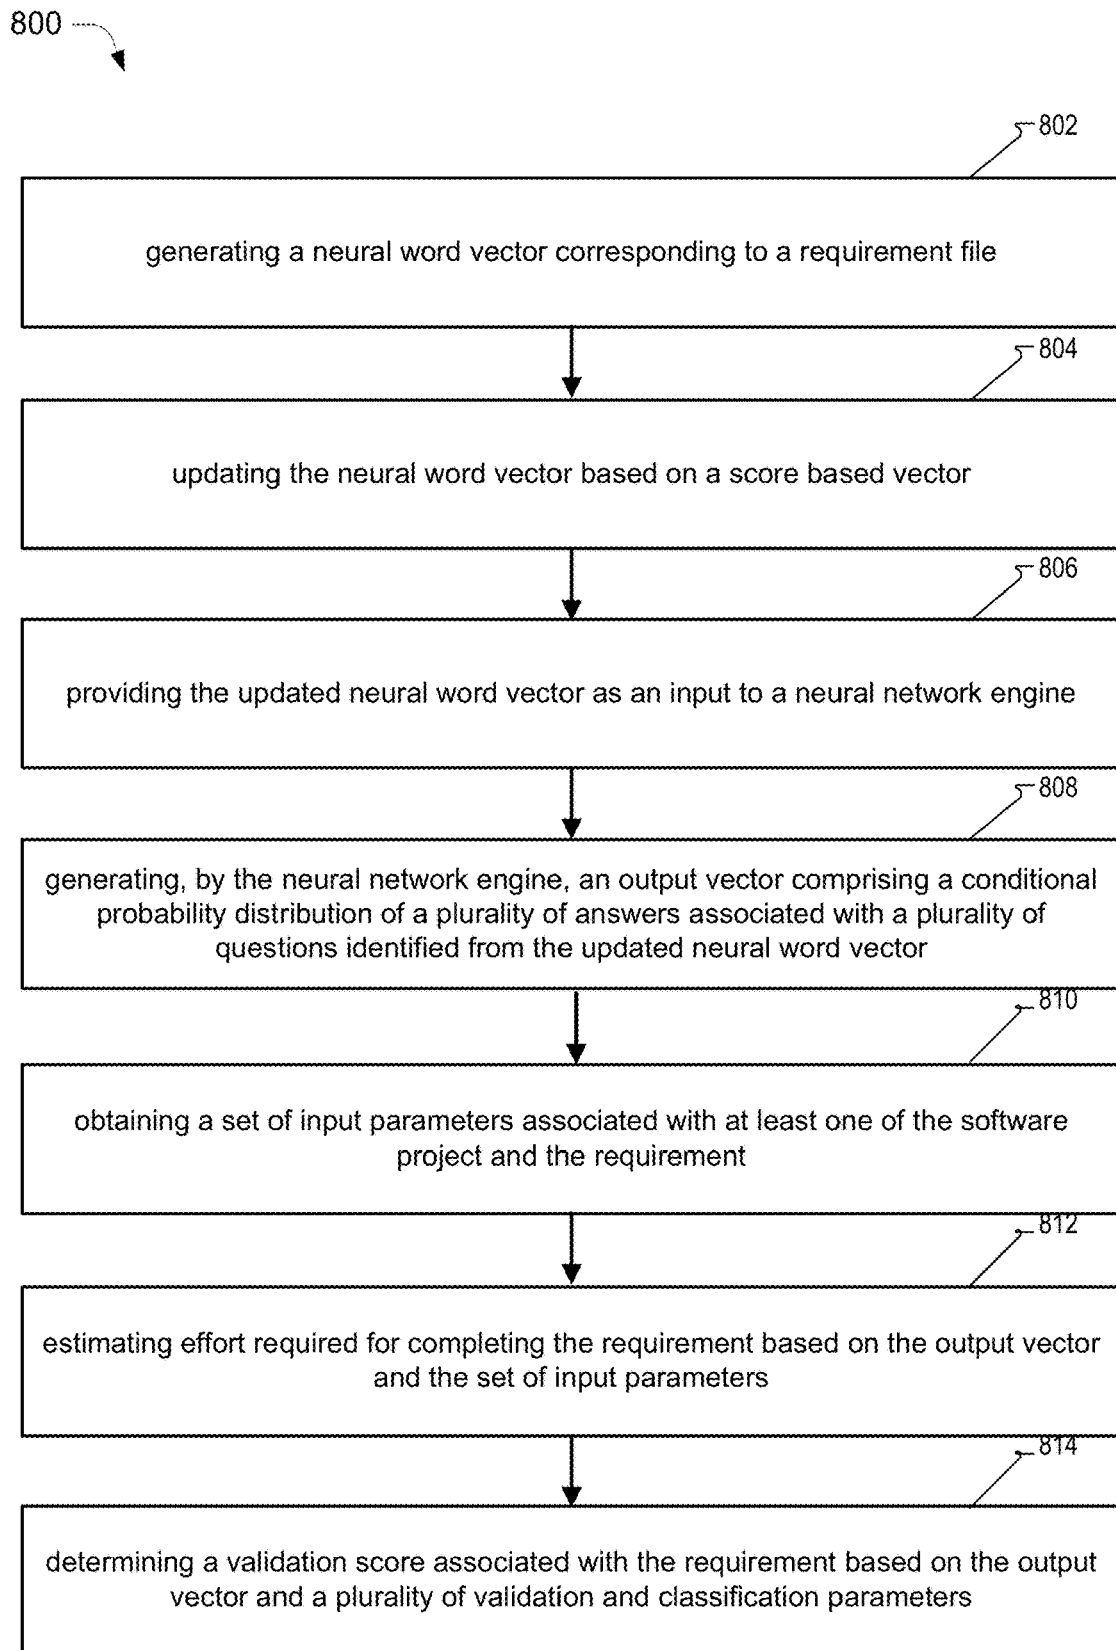 800
802
generating a neural word vector corresponding to a requirement file
804
updating the neural word vector based on a score based vector
806
providing the updated neural word vector as an input to a neural network engine
808
generating, by the neural network engine, an output vector comprising a conditional
probability distribution of a plurality of answers associated with a plurality of
questions identified from the updated neural word vector
810
obtaining a set of input parameters associated with at least one of the software
project and the requirement
812
estimating effort required for completing the requirement based on the output vector
and the set of input parameters
814
determining a validation score associated with the requirement based on the output
vector and a plurality of validation and classification parameters